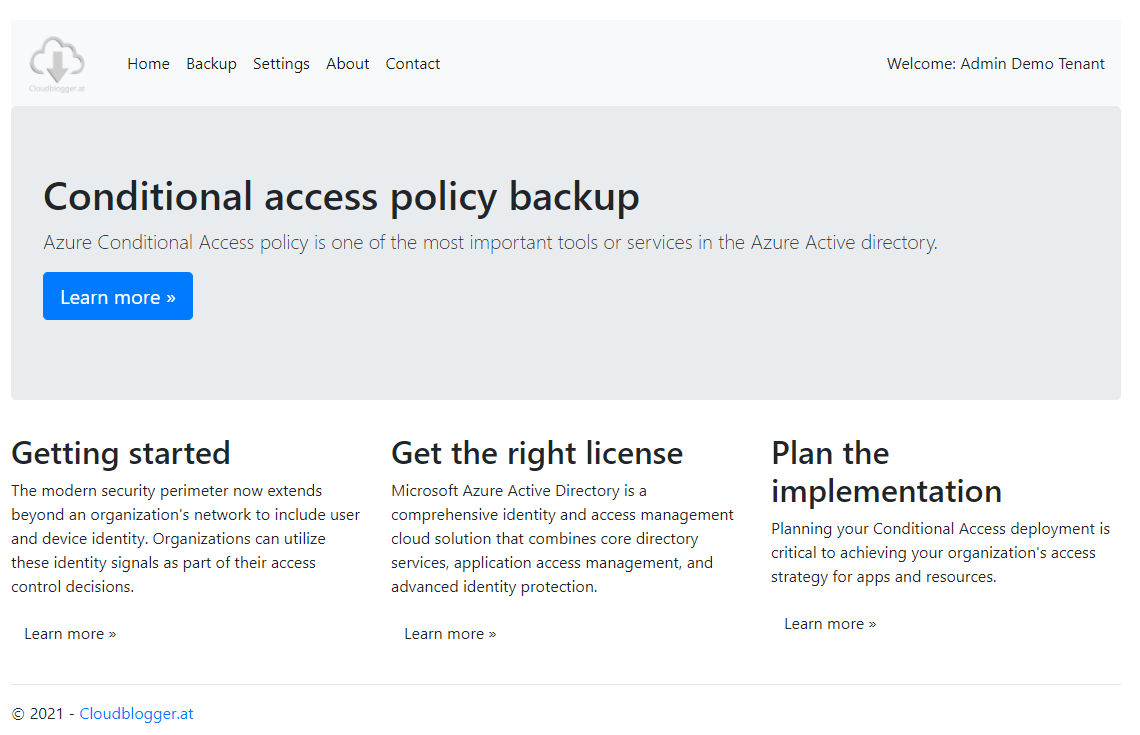 Cloudblogger.at
Home Backup Settings About Contact
Welcome: Admin Demo Tenant
Conditional access policy backup
Azure Conditional Access policy is one of the most important tools or services in the Azure Active directory.
Learn more »
Getting started
The modern security perimeter now extends
beyond an organization's network to include user
and device identity. Organizations can utilize
these identity signals as part of their access
control decisions.
Learn more »
Get the right license
Microsoft Azure Active Directory is a
comprehensive identity and access management
cloud solution that combines core directory
services, application access management, and
advanced identity protection.
Learn more »
Plan the
implementation
Planning your Conditional Access deployment is
critical to achieving your organization's access
strategy for apps and resources.
Learn more »
© 2021 - Cloudblogger.at